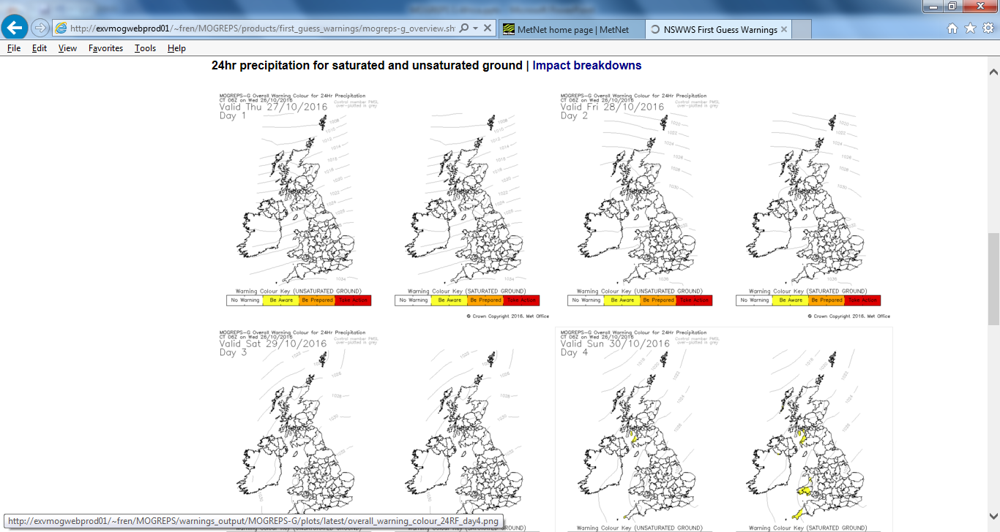 http://exvmogwebprod01/~fren/MOGREPS/products/first_guess_warnings/mogreps-g_overview.sh
MetNet home page | MetNet
NSWWS First Guess Warnings
File Edit View Favorites Tools Help
24hr precipitation for saturated and unsaturated ground | Impact breakdowns
MOGREPS-G Overall Warning Colour for 24Hr Precipitation
CT 06Z on Wed 26/10/2016
Control member PMSL
over-plotted in grey
Valid Thu 27/10/2016
Day 1
Warning Colour Key (UNSATURATED GROUND)
No Warning Be Aware Be Prepared Take Action
Warning Colour Key (SATURATED GROUND)
No Warning Be Aware Be Prepared Take Action
© Crown Copyright 2016. Met Office
MOGREPS-G Overall Warning Colour for 24Hr Precipitation
CT 06Z on Wed 26/10/2016
Control member PMSL
over-plotted in grey
Valid Fri 28/10/2016
Day 2
Warning Colour Key (UNSATURATED GROUND)
No Warning Be Aware Be Prepared Take Action
Warning Colour Key (SATURATED GROUND)
No Warning Be Aware Be Prepared Take Action
© Crown Copyright 2016. Met Office
MOGREPS-G Overall Warning Colour for 24Hr Precipitation
CT 06Z on Wed 26/10/2016
Control member PMSL
over-plotted in grey
Valid Sat 29/10/2016
Day 3
MOGREPS-G Overall Warning Colour for 24Hr Precipitation
CT 06Z on Wed 26/10/2016
Control member PMSL
over-plotted in grey
Valid Sun 30/10/2016
Day 4
http://exvmogwebprod01/~fren/MOGREPS/warnings_output/MOGREPS-G/plots/latest/overall_warning_colour_24RF_day4.png